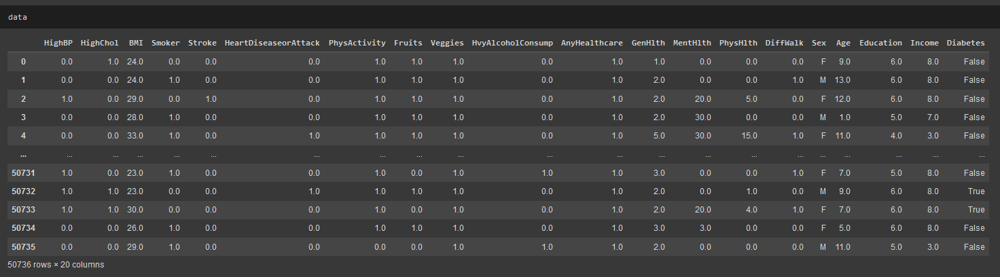 data
HighBP HighChol BMI Smoker Stroke HeartDiseaseorAttack PhysActivity Fruits Veggies HvyAlcoholConsump AnyHealthcare GenHlth MentHlth PhysHlth DiffWalk Sex Age Education Income Diabetes
0 0.0 1.0 24.0 0.0 0.0 0.0 1.0 1.0 1.0 0.0 1.0 1.0 0.0 0.0 0.0 F 9.0 6.0 8.0 False
1 0.0 0.0 24.0 1.0 0.0 0.0 1.0 1.0 1.0 0.0 1.0 2.0 0.0 0.0 1.0 M 13.0 6.0 8.0 False
2 1.0 0.0 29.0 0.0 1.0 0.0 1.0 1.0 1.0 0.0 1.0 2.0 20.0 5.0 0.0 F 12.0 6.0 8.0 False
3 0.0 0.0 28.0 1.0 0.0 0.0 1.0 1.0 1.0 0.0 1.0 2.0 30.0 0.0 0.0 M 1.0 5.0 7.0 False
4 0.0 0.0 33.0 1.0 0.0 1.0 1.0 1.0 1.0 0.0 1.0 5.0 30.0 15.0 1.0 F 11.0 4.0 3.0 False
... ... ... ... ... ... ... ... ... ... ... ... ... ... ... ... ... ... ... ... ...
50731 1.0 0.0 23.0 1.0 0.0 0.0 1.0 0.0 1.0 1.0 1.0 3.0 0.0 0.0 1.0 F 7.0 5.0 8.0 False
50732 1.0 1.0 23.0 0.0 0.0 1.0 1.0 1.0 1.0 0.0 1.0 2.0 0.0 1.0 0.0 M 9.0 6.0 8.0 True
50733 1.0 1.0 30.0 0.0 0.0 0.0 1.0 0.0 1.0 0.0 1.0 2.0 20.0 4.0 1.0 F 7.0 6.0 8.0 True
50734 0.0 0.0 26.0 1.0 0.0 0.0 1.0 1.0 1.0 0.0 1.0 3.0 3.0 0.0 0.0 F 5.0 6.0 8.0 False
50735 0.0 0.0 29.0 1.0 0.0 0.0 0.0 0.0 1.0 1.0 1.0 2.0 0.0 0.0 0.0 M 11.0 5.0 3.0 False
50736 rows × 20 columns